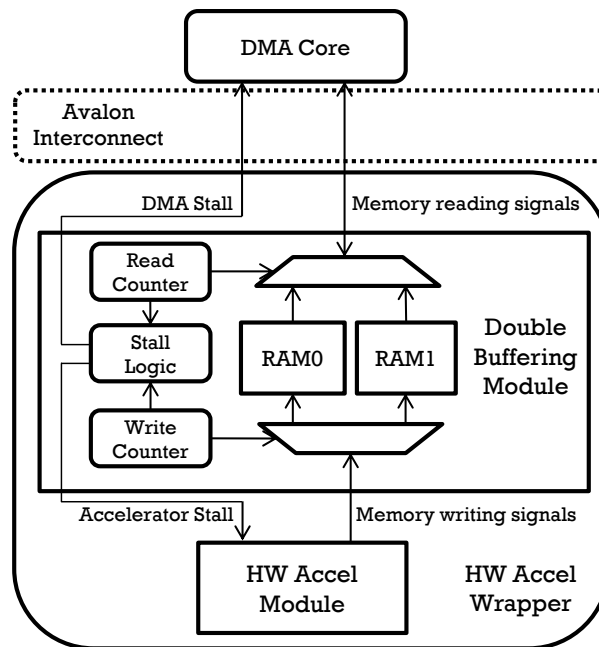 DMA Core
Avalon
Interconnect
DMA Stall
Memory reading signals
Read
Counter
Stall
Logic
RAM0
RAM1
Double
Buffering
Module
Write
Counter
Accelerator Stall
Memory writing signals
HW Accel
Module
HW Accel
Wrapper